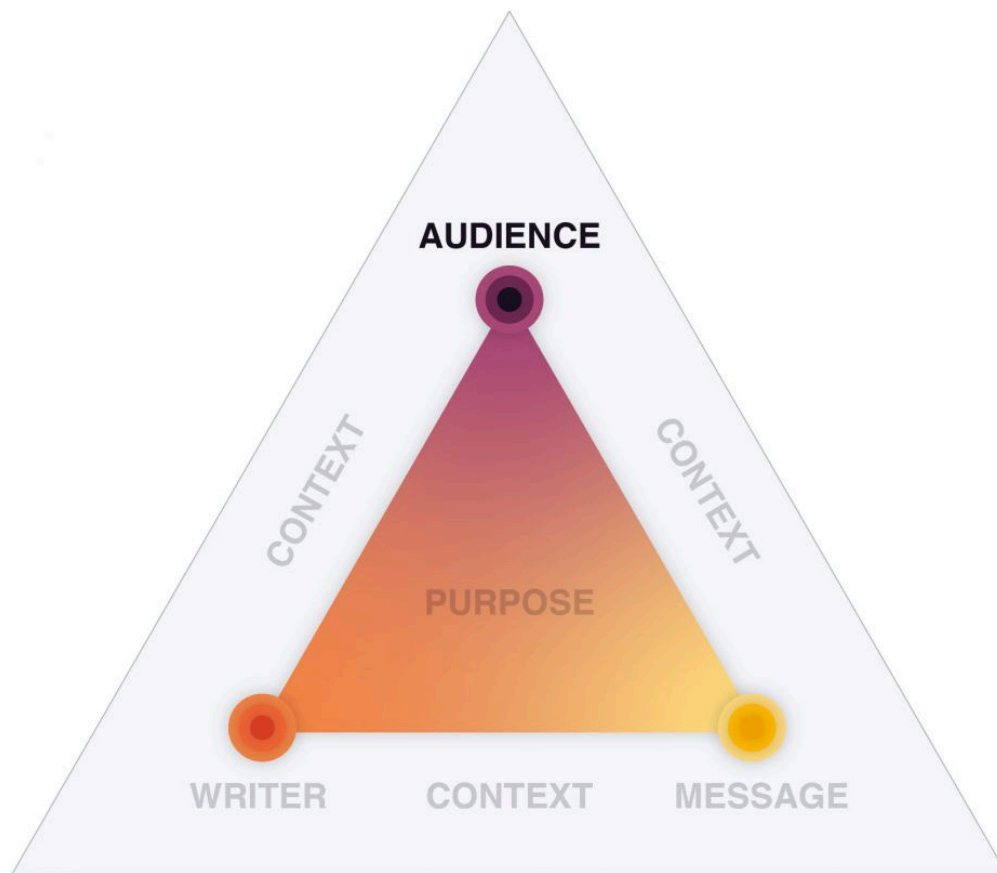 AUDIENCE
CONTEXT
CONTEXT
PURPOSE
WRITER
CONTEXT
MESSAGE